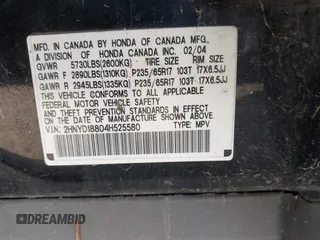 MFD. IN CANADA BY HONDA OF CANADA MFG.,
A DIVISION OF HONDA CANADA INC. 02/04
GVWR 5730LBS(2600KG) TIRE SIZE RIM SIZE
GAWR F 2890LBS(1310KG) P235/65R17 103T 17X6.5JJ
GAWR R 2945LBS(1335KG) P235/65R17 103T 17X6.5JJ
THIS VEHICLE CONFORMS TO ALL APPLICABLE
FEDERAL MOTOR VEHICLE SAFETY
AND THEFT PREVENTION STANDARDS IN EFFECT
ON THE DATE OF MANUFACTURE SHOWN ABOVE.
V.I.N.: 2HNYD18804H525580 TYPE: MPV
DREAMBID